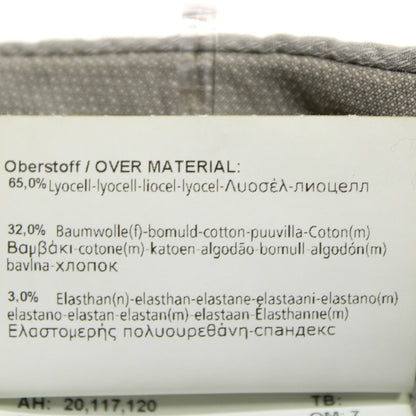 Oberstoff / OVER MATERIAL:
65,0% Lyocell-lyocell-liocel-lyocel-Λυοσέλ-лиоцелл
32,0% Baumwolle(f)-bomuld-cotton-puuvilla-Coton(m)
Βαμβάκι-cotone(m)-katoen-algodão-bomull-algodón(m)
bavlna-хлопок
3,0% Elasthan(n)-elasthan-elastane-elastaani-elastano(m)
elastano-elastan-elastan(m)-elastaan-Élasthanne(m)
Ελαστομερής πολυουρεθάνη-спандекс
AH: 20,117,120 TB: